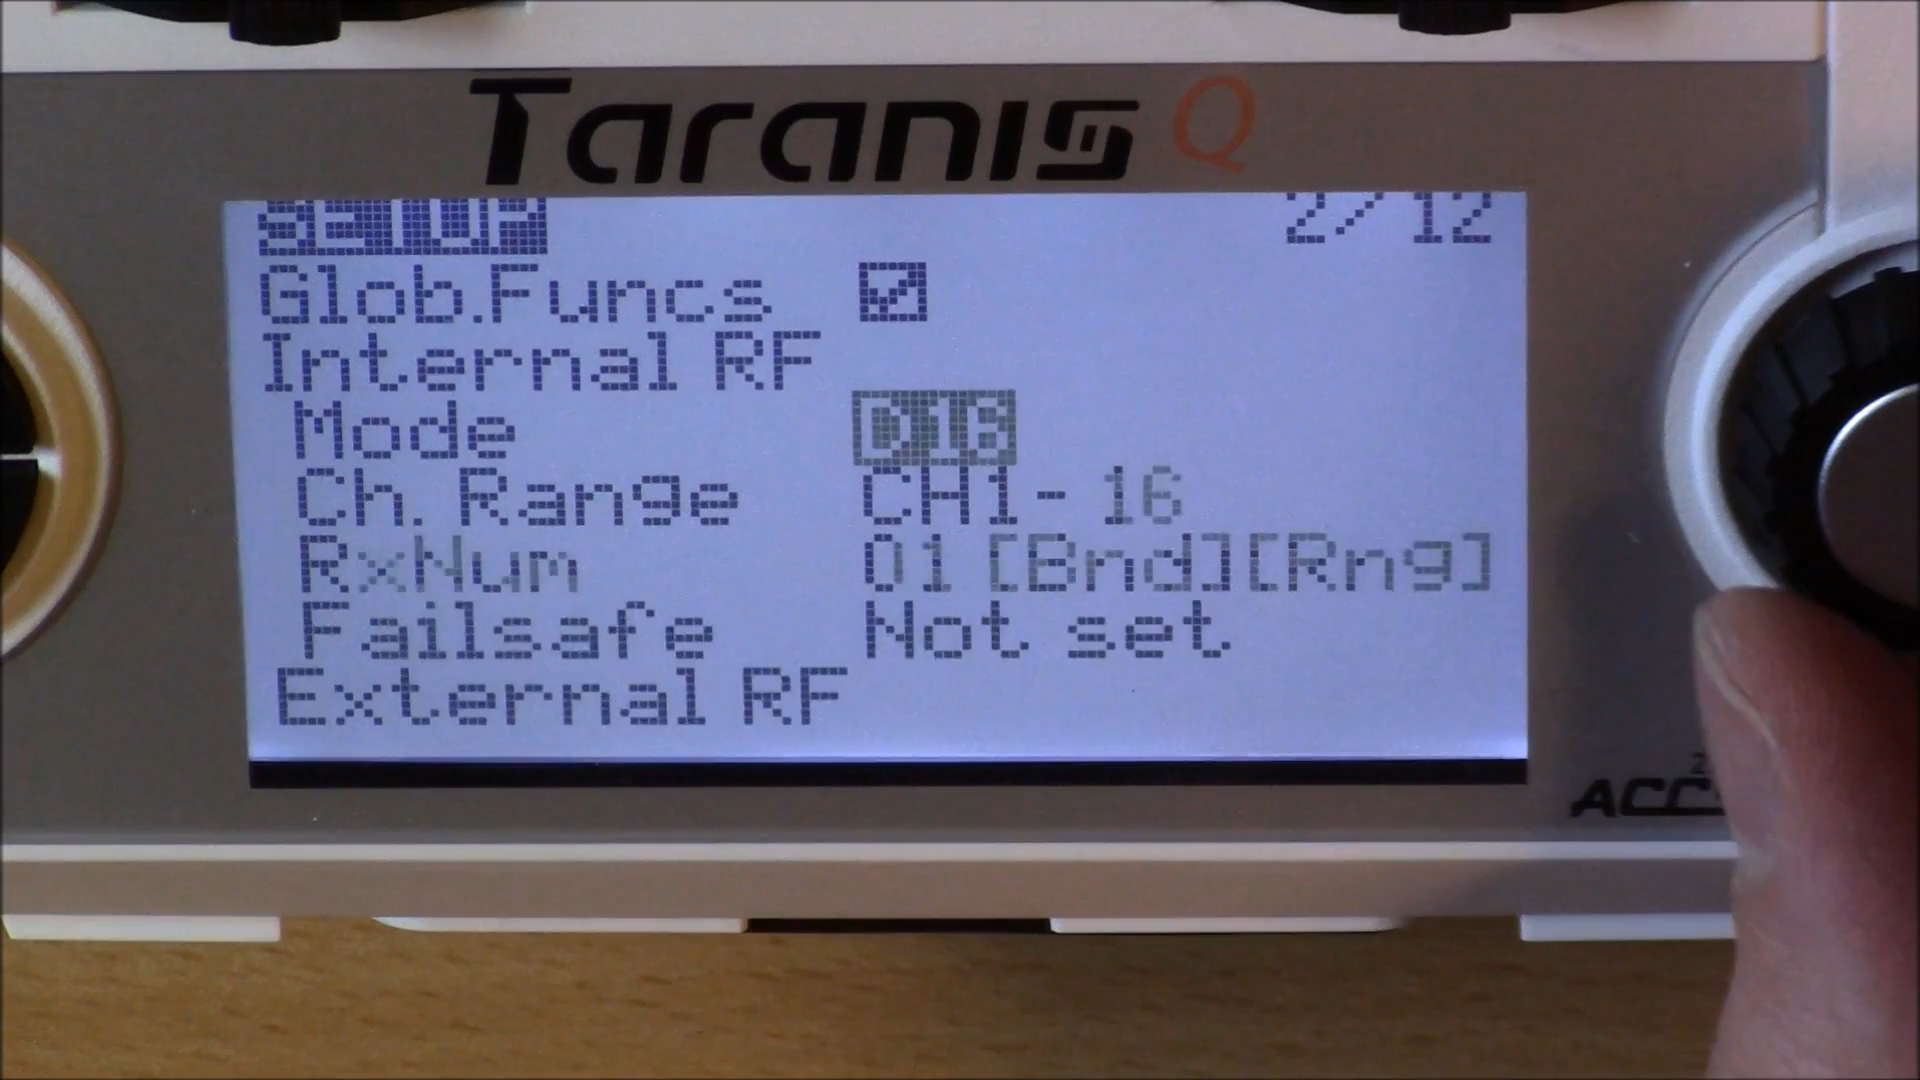 Taranis Q
SETUP 2/12
Glob.Funcs
Internal RF
Mode
Ch. Range CH1- 16
RxNum 01 [Bnd][Rng]
Failsafe Not set
External RF